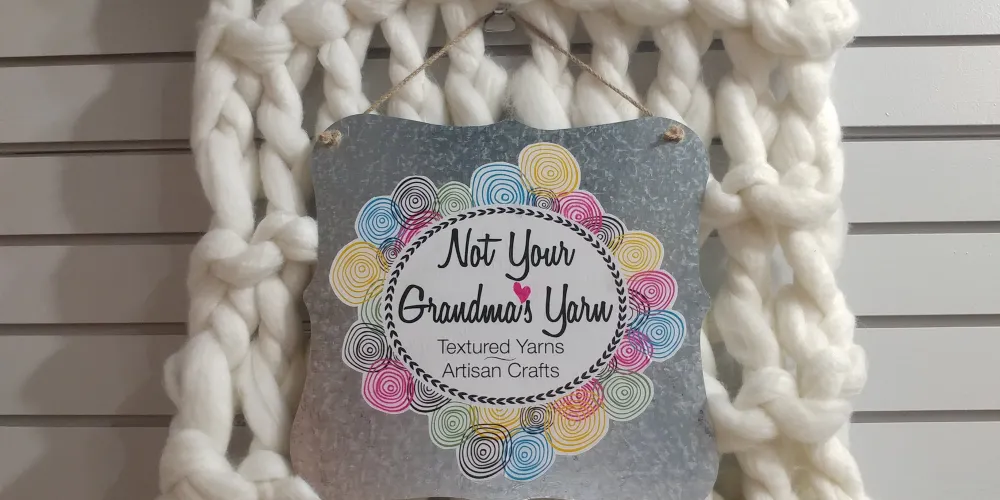 Not Your
Grandma's Yarn
Textured Yarns
Artisan Crafts